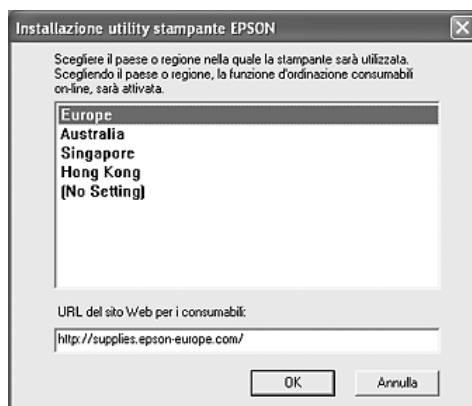 Installazione utility stampante EPSON
Scegliere il paese o regione nella quale la stampante sarà utilizzata.
Scegliendo il paese o regione, la funzione d'ordinazione consumabili
on-line, sarà attivata.
Europe
Australia
Singapore
Hong Kong
(No Setting)
URL del sito Web per i consumabili:
http://supplies.epson-europe.com/
OK Annulla